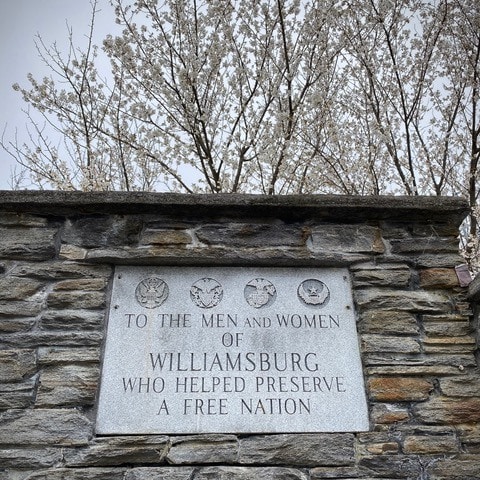 TO THE MEN AND WOMEN
OF
WILLIAMSBURG
WHO HELPED PRESERVE
A FREE NATION